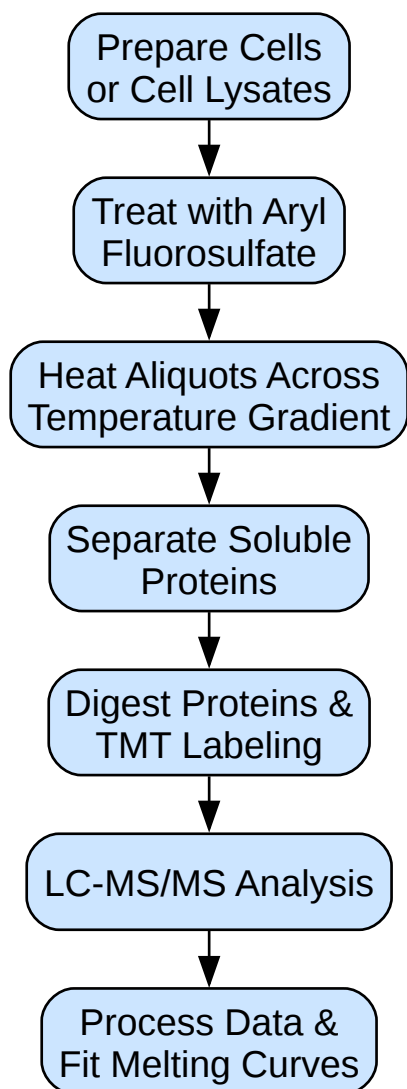 Prepare Cells
or Cell Lysates
Treat with Aryl
Fluorosulfate
Heat Aliquots Across
Temperature Gradient
Separate Soluble
Proteins
Digest Proteins &
TMT Labeling
LC-MS/MS Analysis
Process Data &
Fit Melting Curves